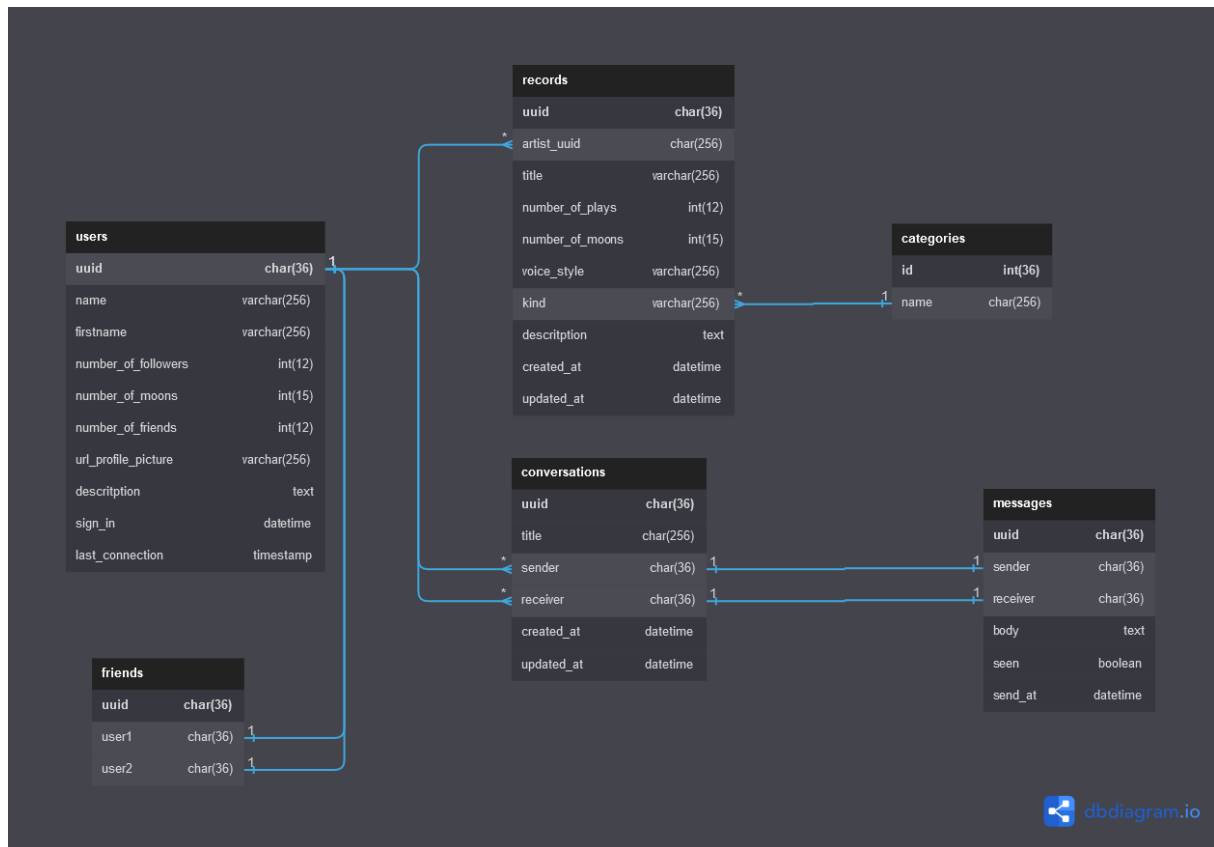 users
uuid char(36)
name varchar(256)
firstname varchar(256)
number_of_followers int(12)
number_of_moons int(15)
number_of_friends int(12)
url_profile_picture varchar(256)
descritption text
sign_in datetime
last_connection timestamp
1
friends
uuid char(36)
user1 char(36) 1
user2 char(36) 1
records
uuid char(36)
* artist_uuid char(256)
title varchar(256)
number_of_plays int(12)
number_of_moons int(15)
voice_style varchar(256)
kind varchar(256) *
descritption text
created_at datetime
updated_at datetime
conversations
uuid char(36)
title char(256)
* sender char(36) 1
* receiver char(36) 1
created_at datetime
updated_at datetime
categories
id int(36)
1 name char(256)
messages
uuid char(36)
1 sender char(36)
1 receiver char(36)
body text
seen boolean
send_at datetime
dbdiagram.io